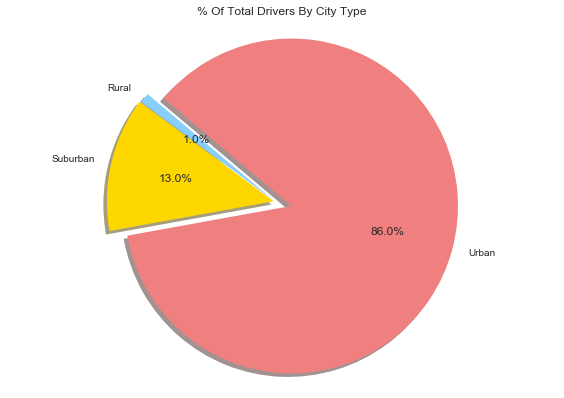 % Of Total Drivers By City Type
Rural
1.0%
Suburban
13.0%
86.0%
Urban